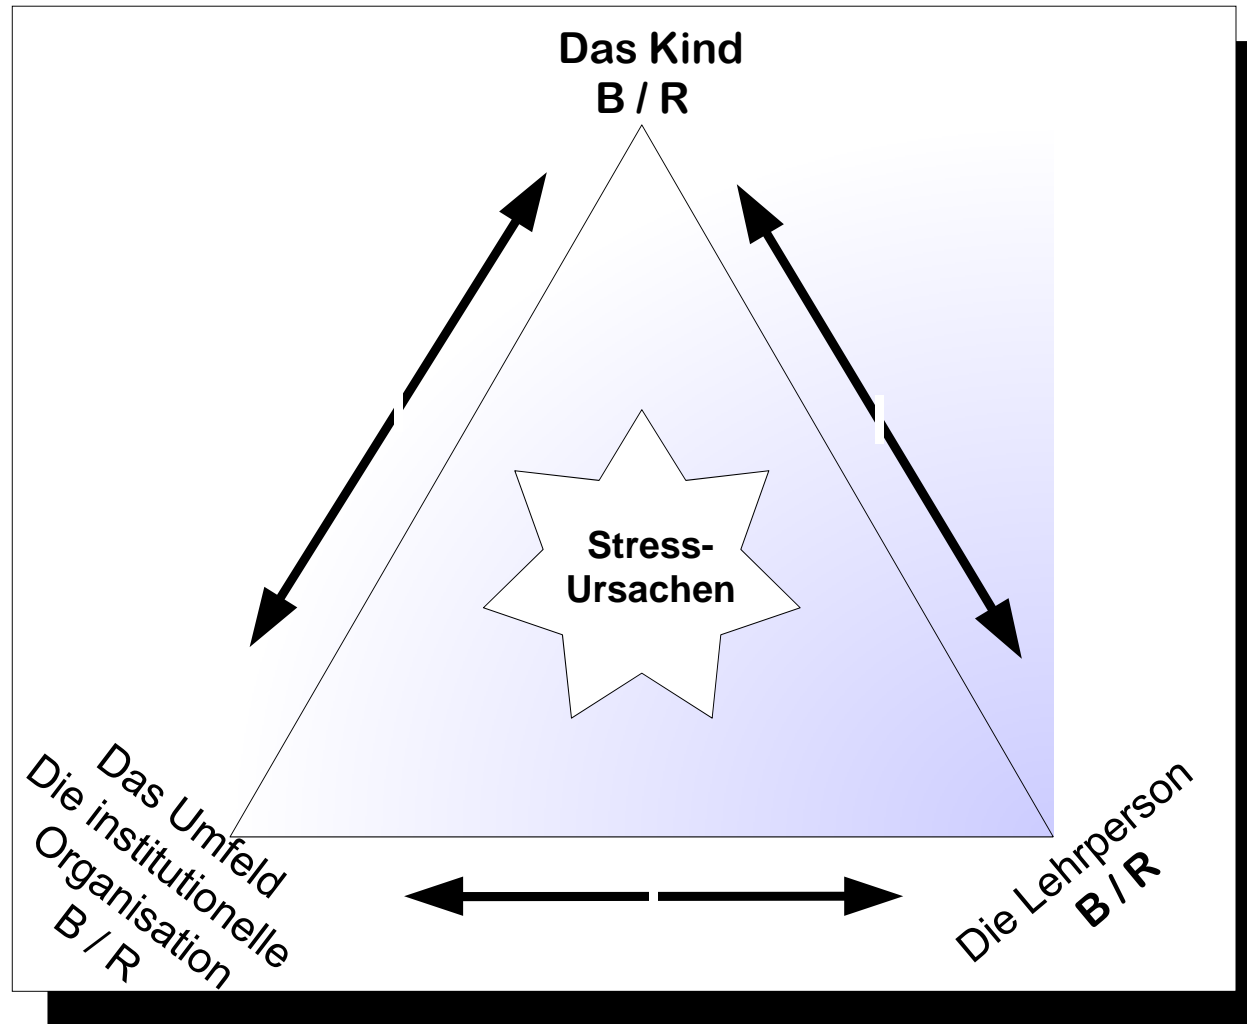 Das Kind
B / R
Stress-
Ursachen
Das Umfeld
Die institutionelle
Organisation
B / R
Die Lehrperson
B / R